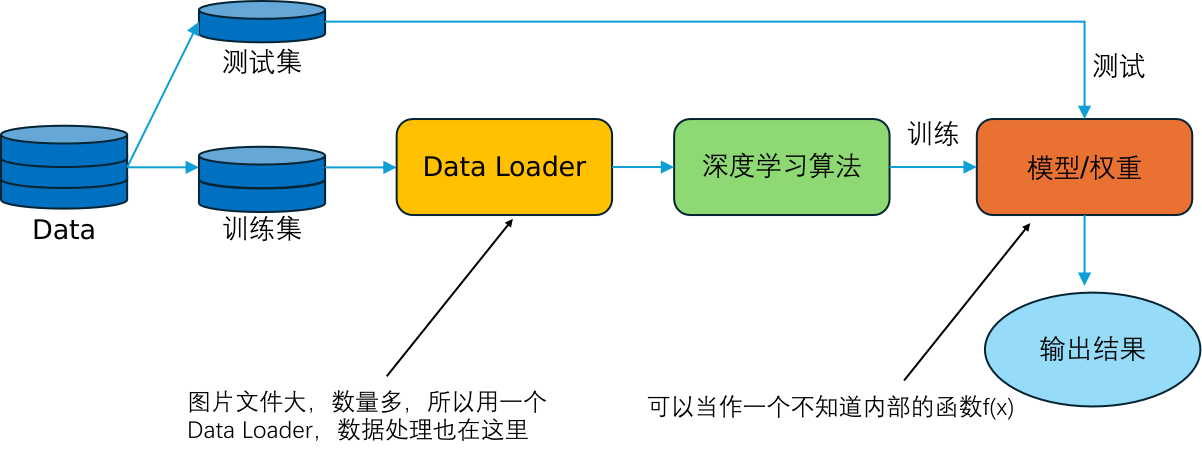 测试集
测试
Data
训练集
Data Loader
深度学习算法
训练
模型/权重
输出结果
图片文件大，数量多，所以用一个
Data Loader，数据处理也在这里
可以当作一个不知道内部的函数f(x)